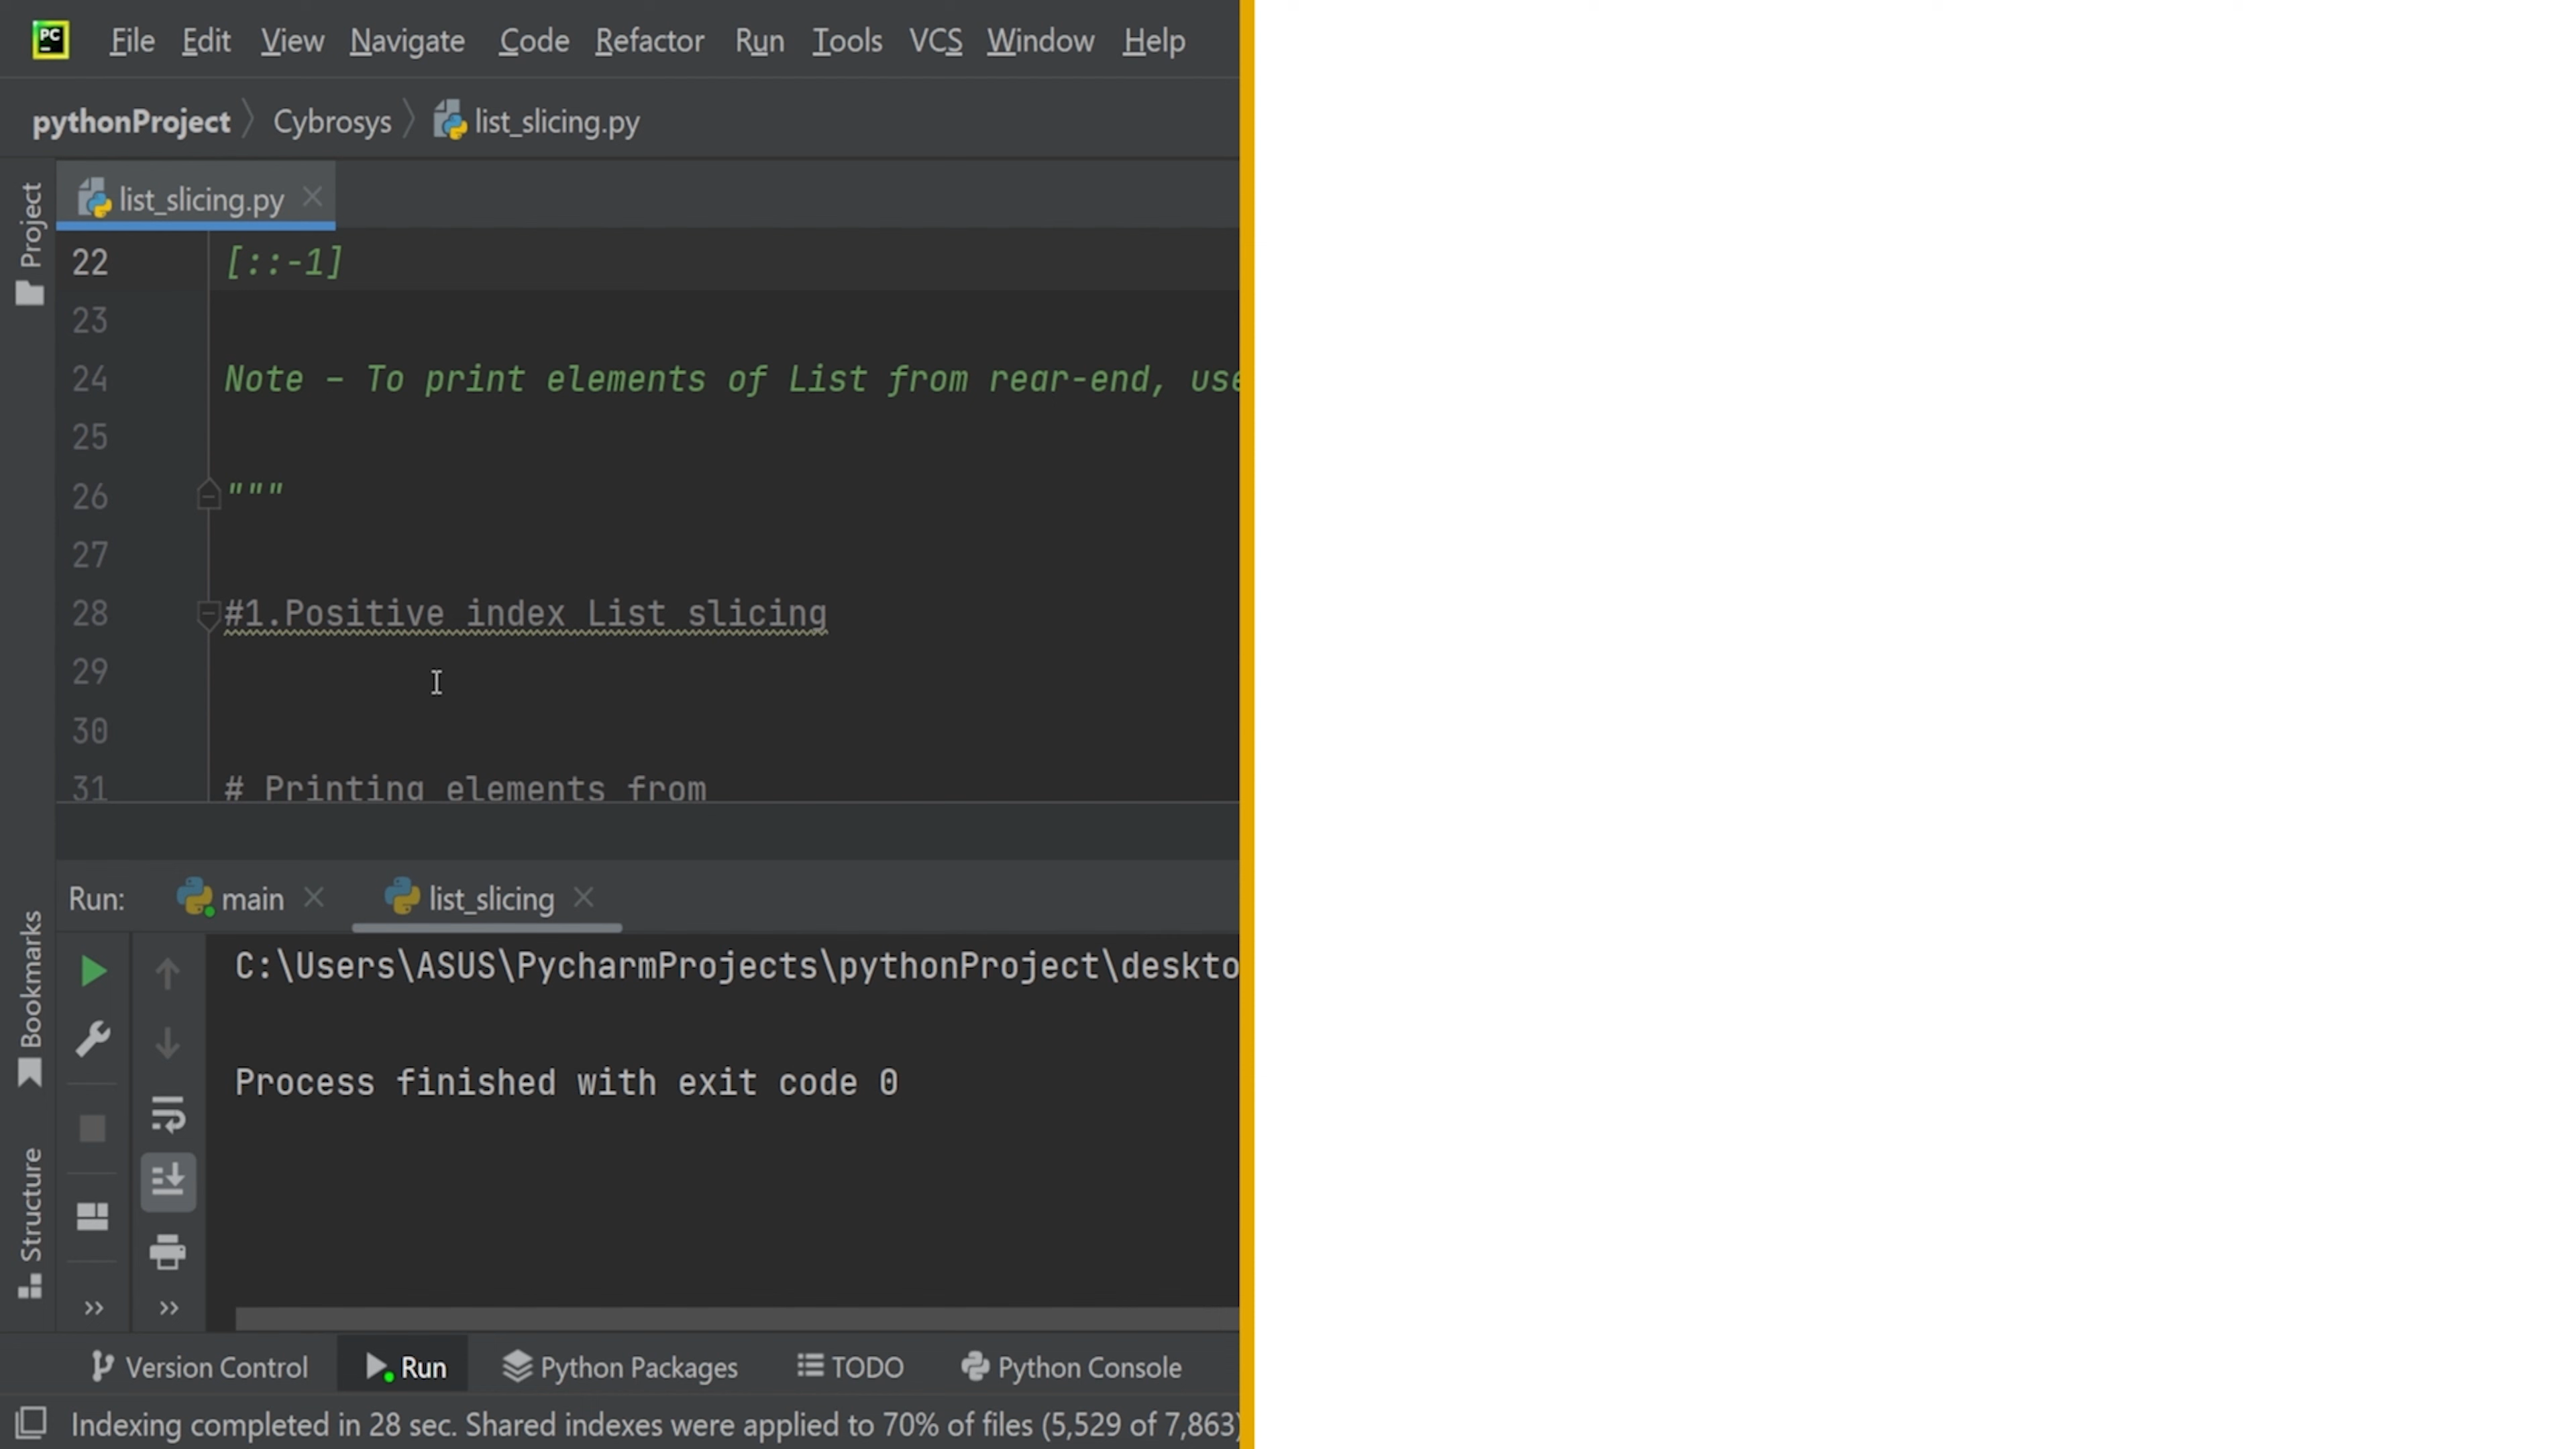 PC
File Edit View Navigate Code Refactor Run Tools VCS Window Help
pythonProject Cybrosys list_slicing.py
Project
list_slicing.py
22 [::-1]
23
24 Note – To print elements of List from rear-end, use
25
26 """
27
28 #1.Positive index List slicing
29
30
31 # Printing elements from
Run: main list_slicing
C:\Users\ASUS\PycharmProjects\pythonProject\deskto
Process finished with exit code 0
Bookmarks
Structure
Version Control Run Python Packages TODO Python Console
Indexing completed in 28 sec. Shared indexes were applied to 70% of files (5,529 of 7,863)